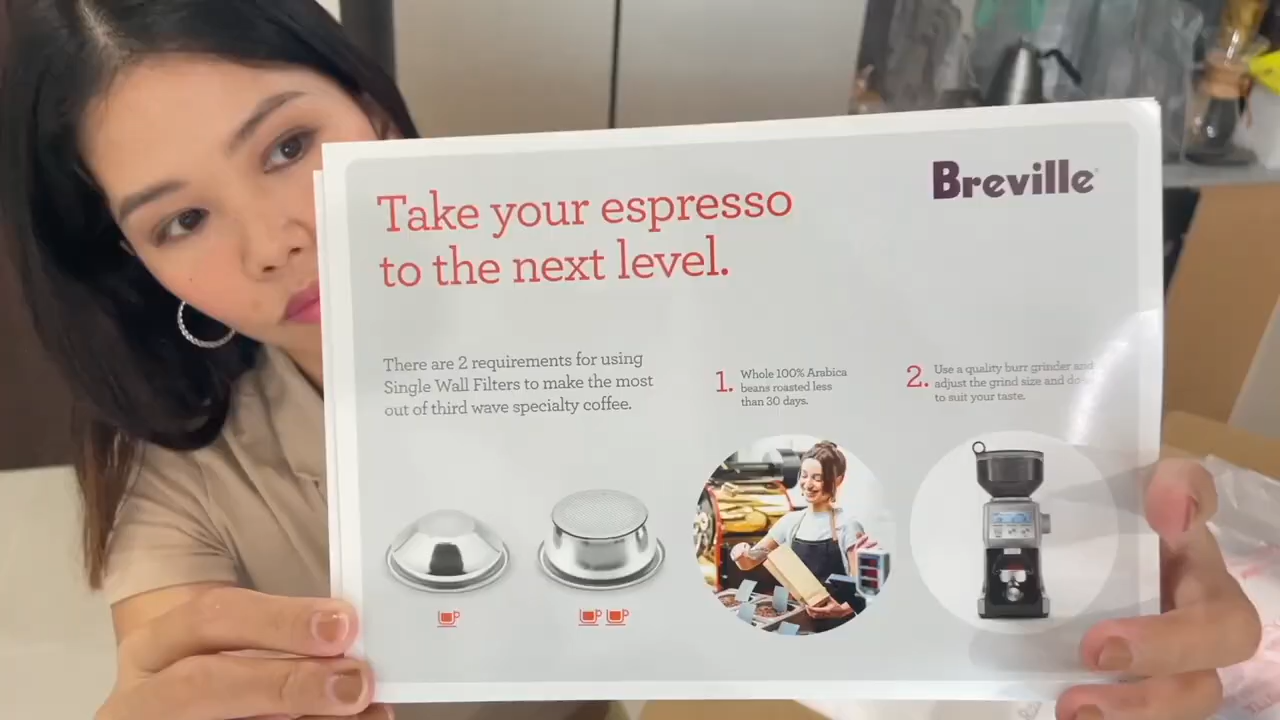 Breville
Take your espresso
to the next level.
There are 2 requirements for using
Single Wall Filters to make the most
out of third wave specialty coffee.
1. Whole 100% Arabica
beans roasted less
than 30 days.
2. Use a quality burr grinder and
adjust the grind size and
to suit your taste.